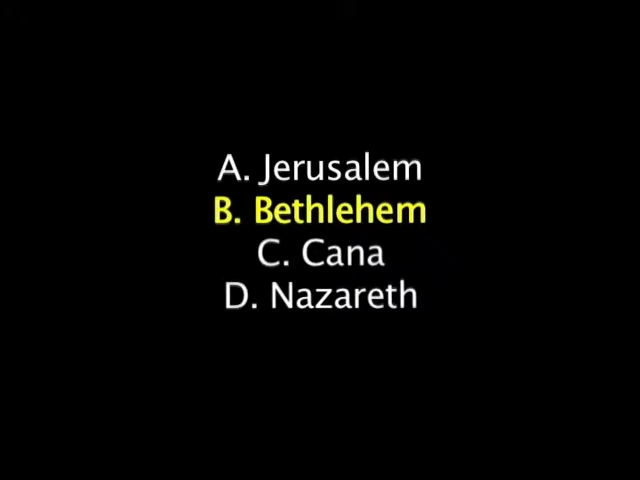 A. Jerusalem
B. Bethlehem
C. Cana
D. Nazareth